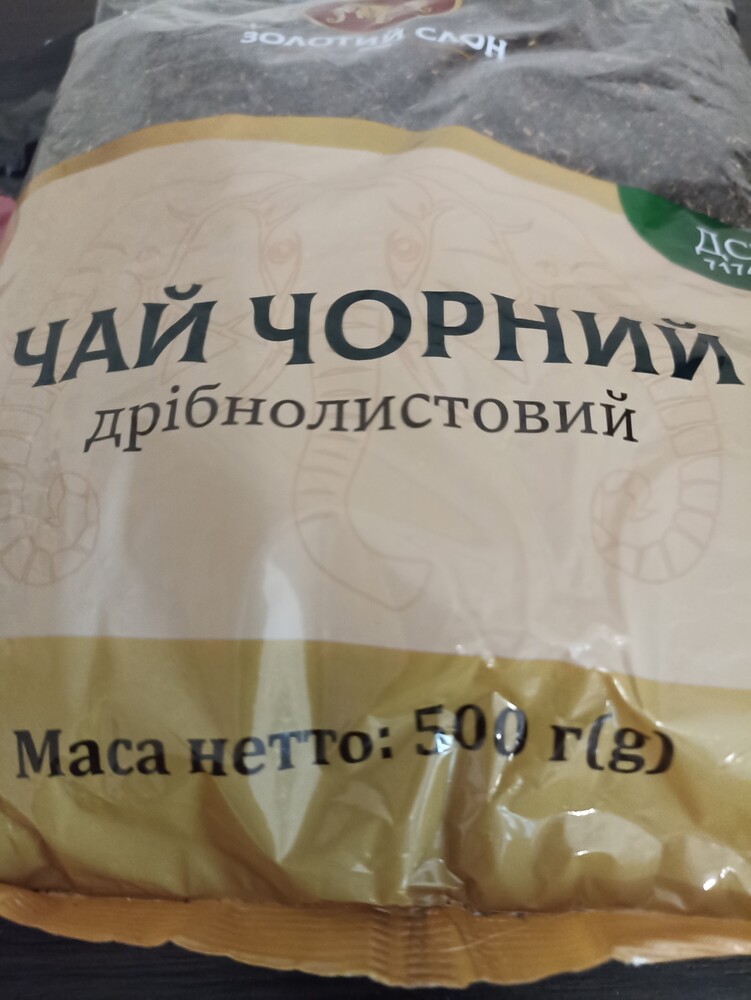 ЗОЛОТИЙ СЛОН
ЧАЙ ЧОРНИЙ
дрібнолистовий
Маса нетто: 500 г(g)